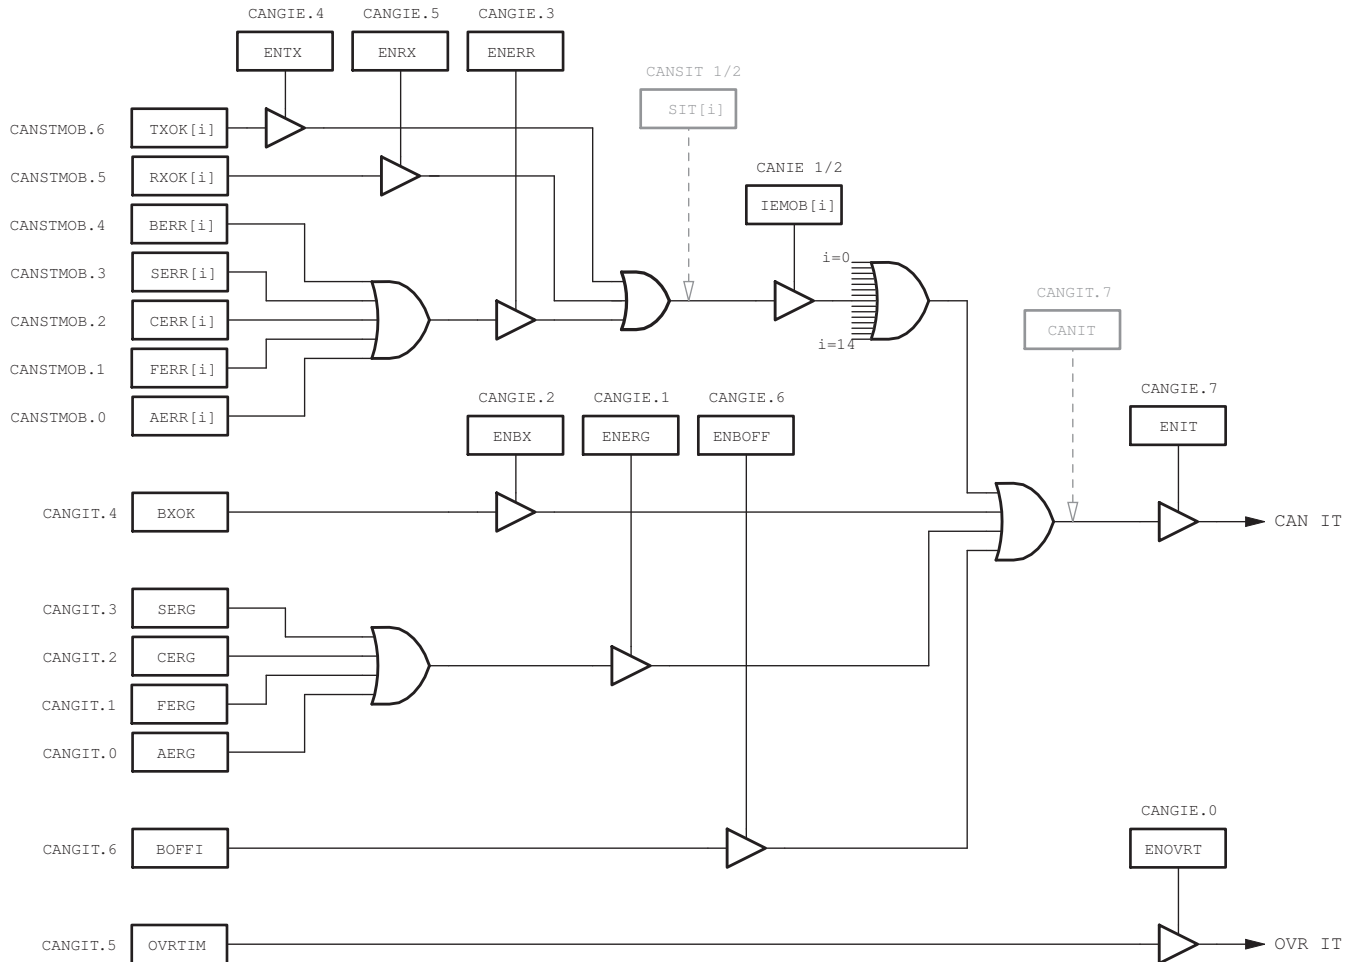 CANGIE.4 CANGIE.5 CANGIE.3
ENTX ENRX ENERR
CANSIT 1/2
SIT[i]
CANSTMOB.6 TXOK[i]
CANSTMOB.5 RXOK[i]
CANIE 1/2
IEMOB[i]
CANSTMOB.4 BERR[i]
i=0
CANSTMOB.3 SERR[i]
CANGIT.7
CANIT
CANSTMOB.2 CERR[i]
i=14
CANSTMOB.1 FERR[i]
CANGIE.7
ENIT
CANGIE.2 CANGIE.1 CANGIE.6
CANSTMOB.0 AERR[i]
ENBX ENERG ENBOFF
CANGIT.4 BXOK
CAN IT
CANGIT.3 SERG
CANGIT.2 CERG
CANGIT.1 FERG
CANGIT.0 AERG
CANGIE.0
CANGIT.6 BOFFI ENOVRT
CANGIT.5 OVRTIM OVR IT